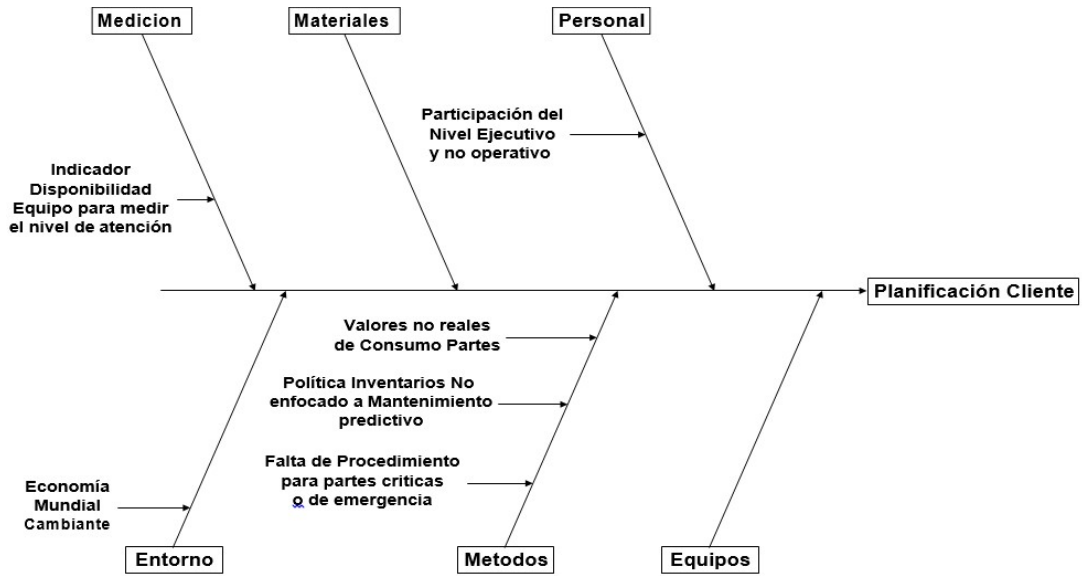 Medicion
Materiales
Personal
Participación del
Nivel Ejecutivo
y no operativo
Indicador
Disponibilidad
Equipo para medir
el nivel de atención
Planificación Cliente
Valores no reales
de Consumo Partes
Política Inventarios No
enfocado a Mantenimiento
predictivo
Falta de Procedimiento
para partes criticas
o de emergencia
Economía
Mundial
Cambiante
Entorno
Metodos
Equipos